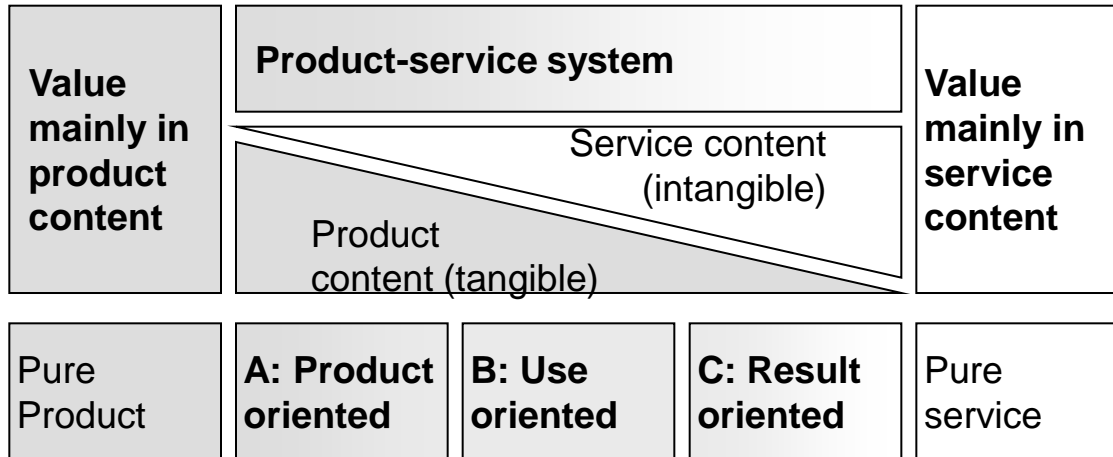 Value
mainly in
product
content
Product-service system
Service content
(intangible)
Product
content (tangible)
Value
mainly in
service
content
Pure
Product
A: Product
oriented
B: Use
oriented
C: Result
oriented
Pure
service